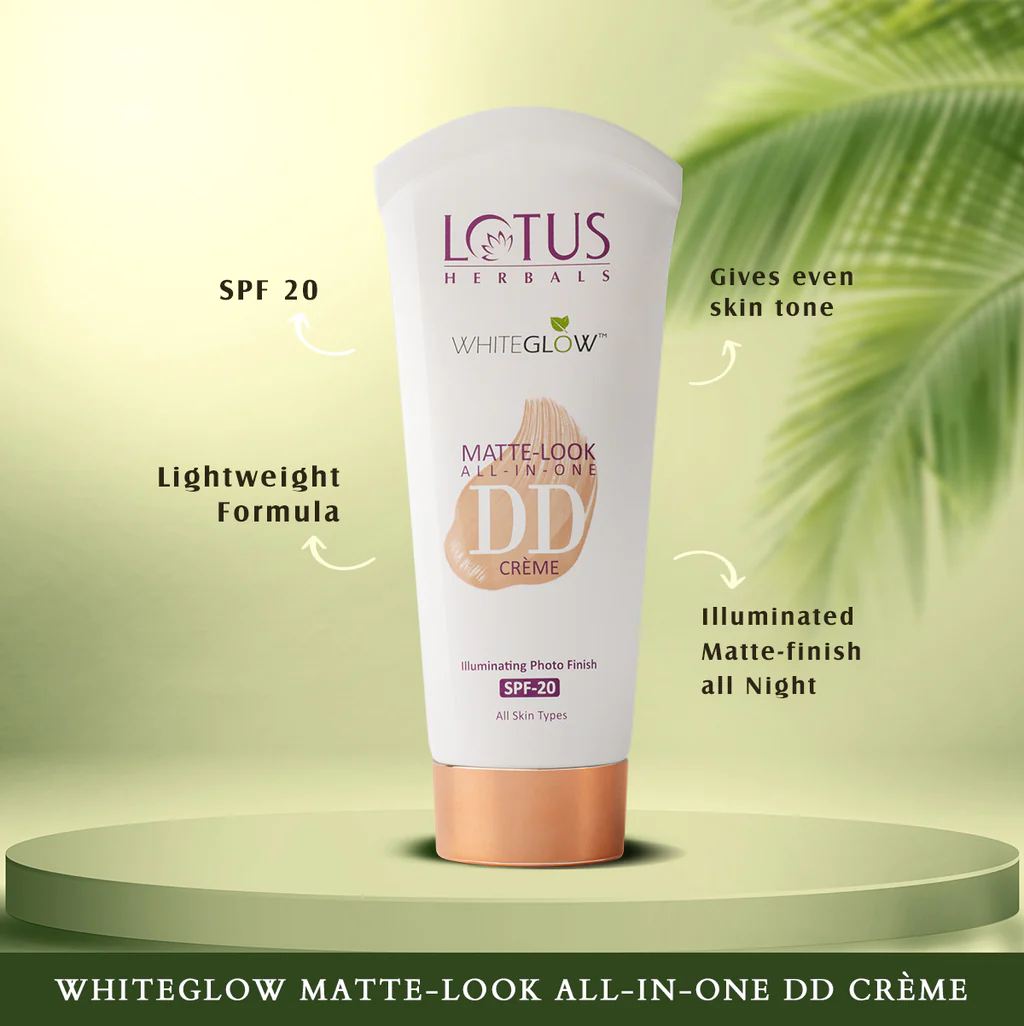 LOTUS
HERBALS
WHITEGLOW™
MATTE-LOOK
ALL-IN-ONE
DD
CRÈME
Illuminating Photo Finish
SPF-20
All Skin Types
SPF 20
Lightweight
Formula
Gives even
skin tone
Illuminated
Matte-finish
all Night
WHITEGLOW MATTE-LOOK ALL-IN-ONE DD CRÈME